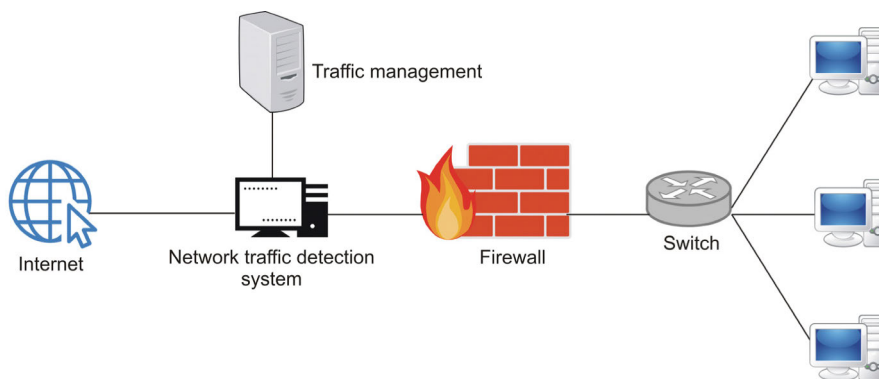 Traffic management
Internet
Network traffic detection
system
Firewall
Switch